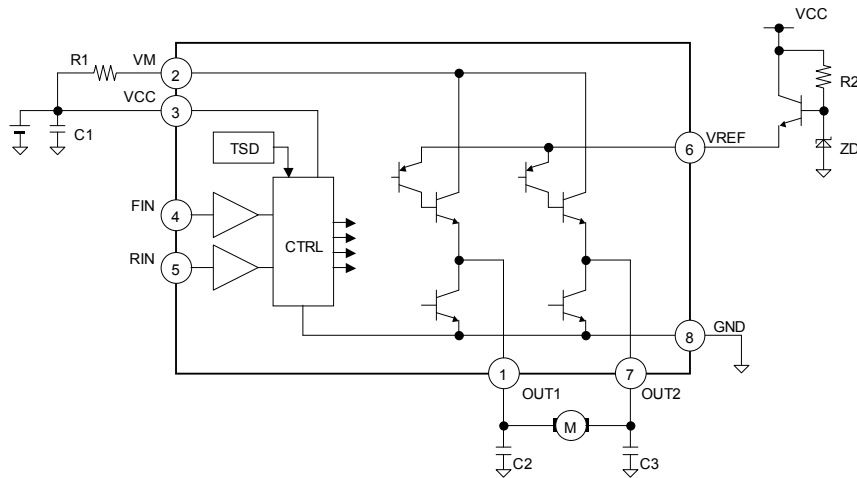 VCC
R1
VM
2
R2
VCC
3
C1
TSD
6
VREF
ZD
FIN
4
CTRL
RIN
5
8
GND
1
7
OUT1
OUT2
M
C2
C3